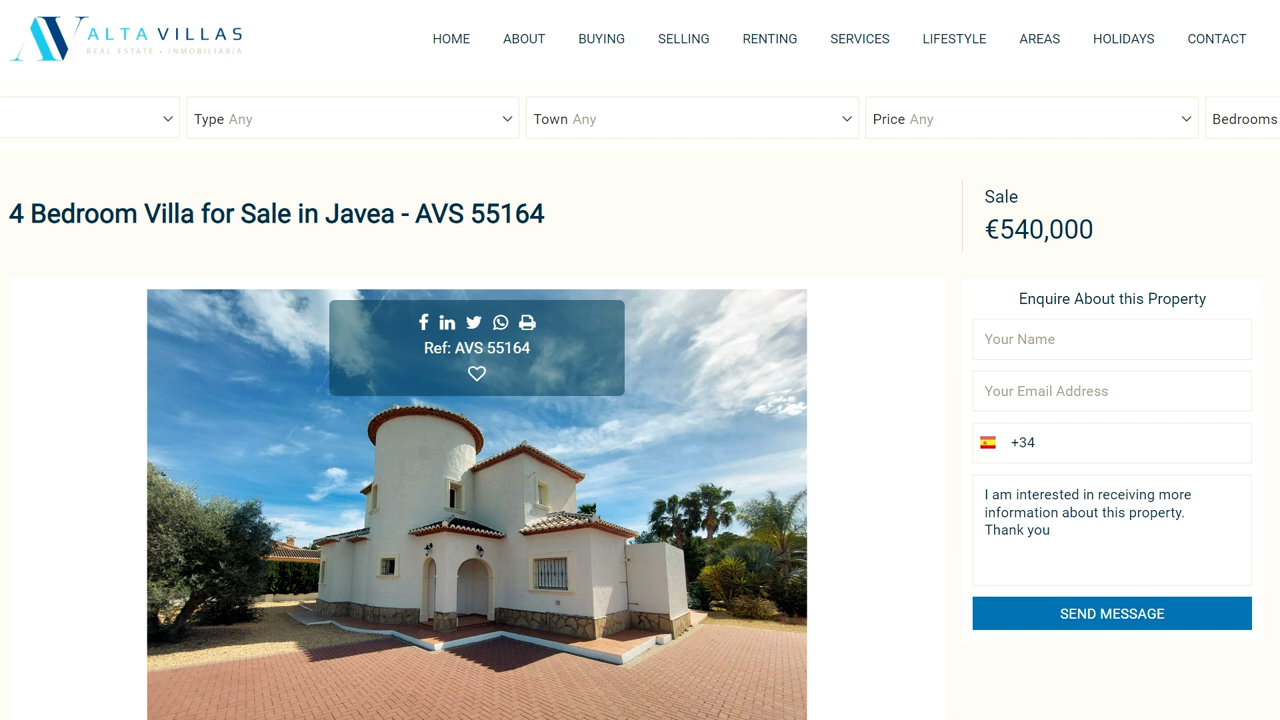 ALTA VILLAS
REAL ESTATE • INMOBILIARIA
HOME ABOUT BUYING SELLING RENTING SERVICES LIFESTYLE AREAS HOLIDAYS CONTACT
Type Any Town Any Price Any Bedrooms
4 Bedroom Villa for Sale in Javea - AVS 55164
Sale
€540,000
Ref: AVS 55164
Enquire About this Property
Your Name
Your Email Address
+34
I am interested in receiving more
information about this property.
Thank you
SEND MESSAGE